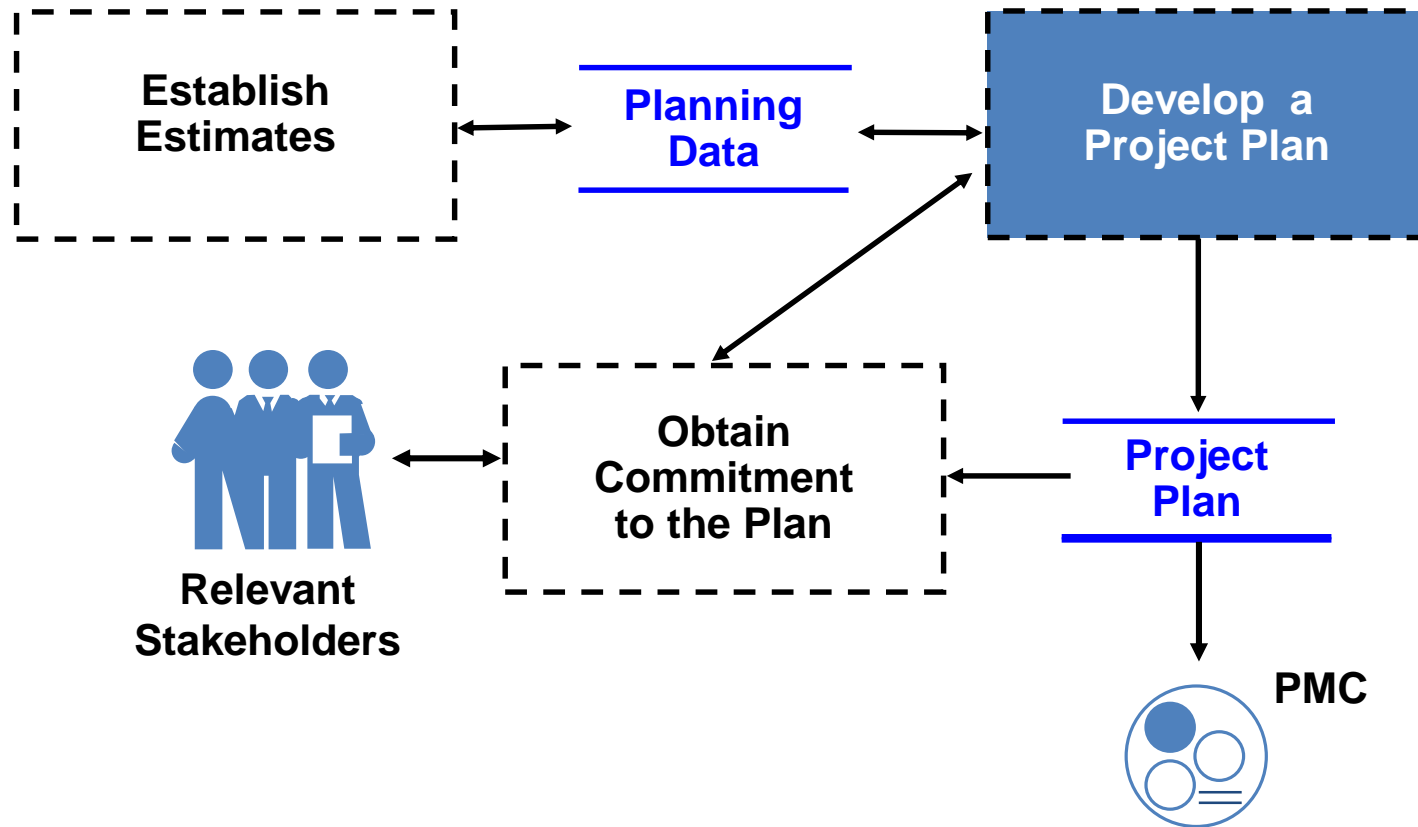 Establish
Estimates
Planning
Data
Develop a
Project Plan
Obtain
Commitment
to the Plan
Project
Plan
Relevant
Stakeholders
PMC